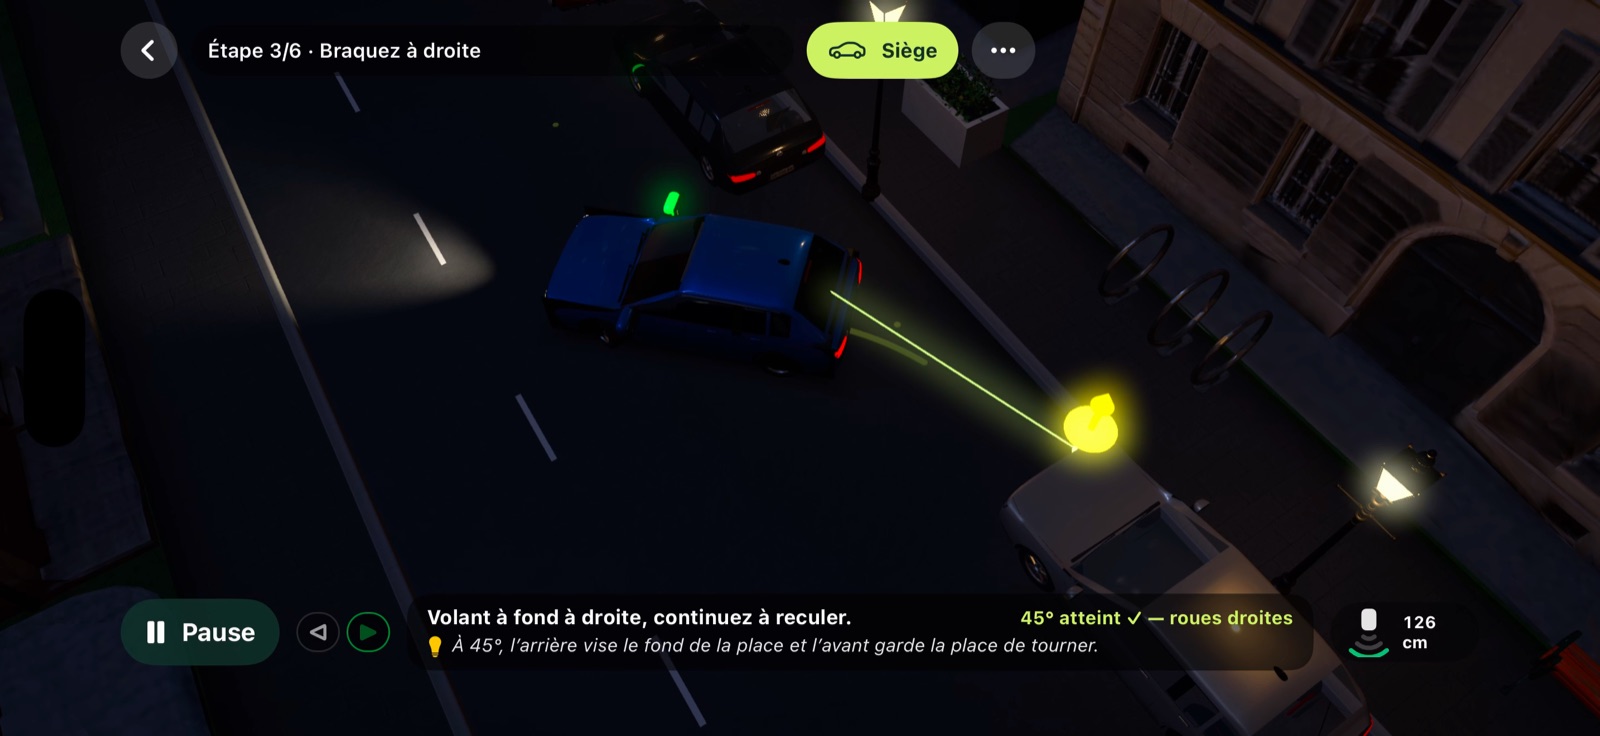 Étape 3/6 · Braquez à droite
Siège
Pause
Volant à fond à droite, continuez à reculer.
45° atteint ✓ — roues droites
À 45°, l’arrière vise le fond de la place et l’avant garde la place de tourner.
126
cm